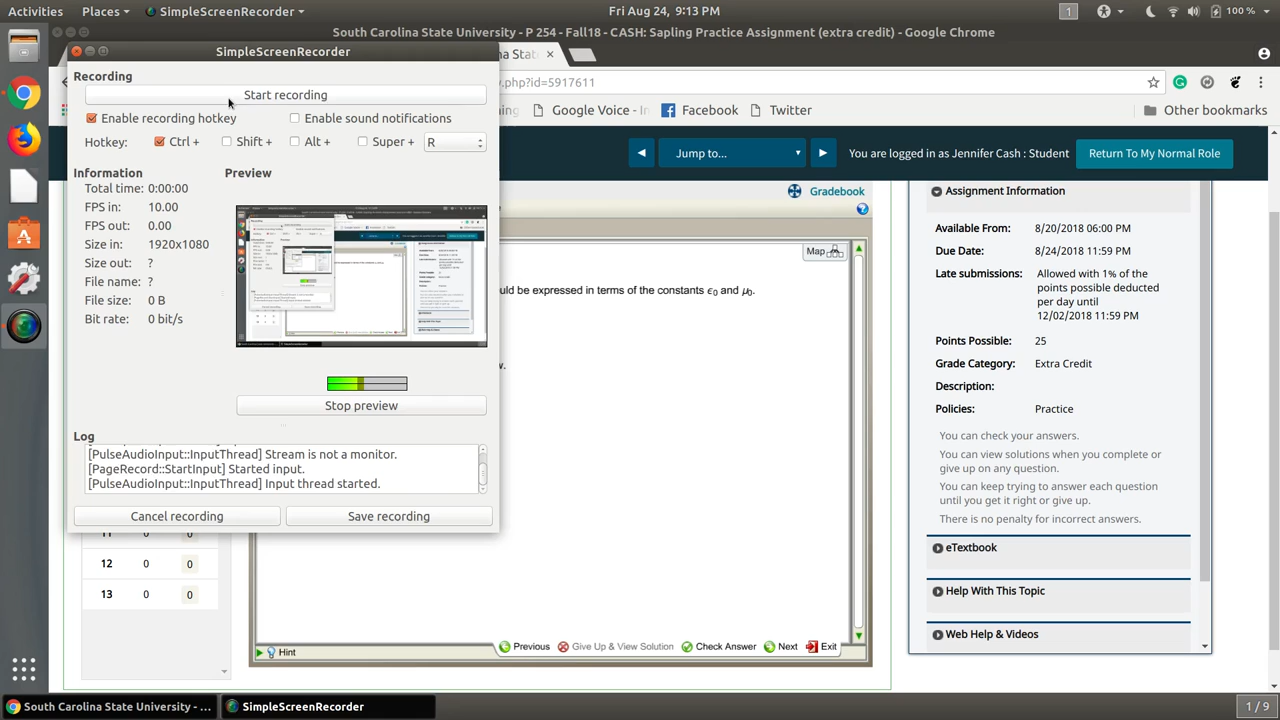 Activities Places SimpleScreenRecorder Fri Aug 24, 9:13 PM 1 100 %
South Carolina State University - P 254 - Fall18 - CASH: Sapling Practice Assignment (extra credit) - Google Chrome
SimpleScreenRecorder
Recording
Start recording
Enable recording hotkey Enable sound notifications
Hotkey: Ctrl + Shift + Alt + Super + R
Information
Total time: 0:00:00
FPS in: 10.00
FPS out: 0.00
Size in: 1920x1080
Size out: ?
File name: ?
File size: 0 B
Bit rate: 0 bit/s
Preview
Stop preview
Log
[PulseAudioInput::InputThread] Stream is not a monitor.
[PageRecord::StartInput] Started input.
[PulseAudioInput::InputThread] Input thread started.
Cancel recording Save recording
na Stat
.php?id=5917611
Google Voice - Facebook Twitter Other bookmarks
Jump to... You are logged in as Jennifer Cash : Student Return To My Normal Role
Gradebook
Map
uld be expressed in terms of the constants ε0 and μ0.
w.
11 0 0
12 0 0
13 0 0
Hint
Previous Give Up & View Solution Check Answer Next Exit
Assignment Information
Available From: 8/20/2018 06:00 PM
Due Date: 8/24/2018 11:59 PM
Late submissions: Allowed with 1% of the
points possible deducted
per day until
12/02/2018 11:59 PM
Points Possible: 25
Grade Category: Extra Credit
Description:
Policies: Practice
You can check your answers.
You can view solutions when you complete or
give up on any question.
You can keep trying to answer each question
until you get it right or give up.
There is no penalty for incorrect answers.
eTextbook
Help With This Topic
Web Help & Videos
South Carolina State University - ... SimpleScreenRecorder 1 / 9